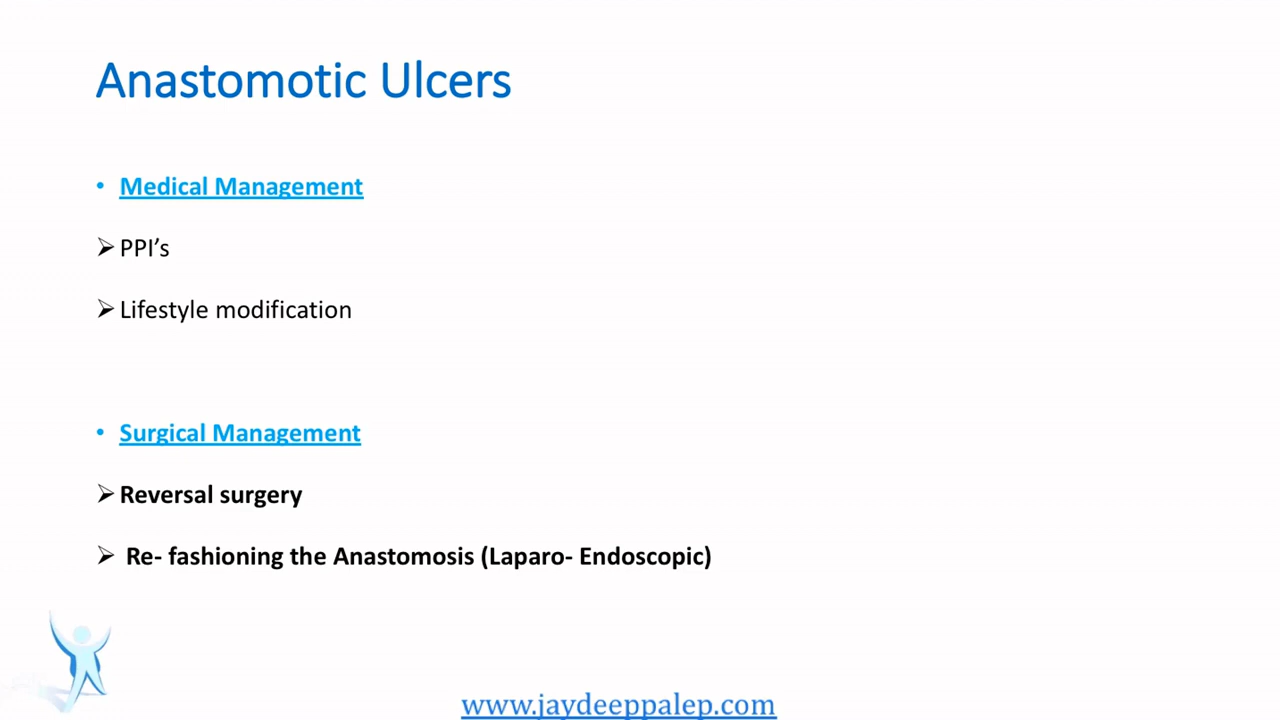 Anastomotic Ulcers
• Medical Management
➢ PPI’s
➢ Lifestyle modification
• Surgical Management
➢ Reversal surgery
➢ Re- fashioning the Anastomosis (Laparo- Endoscopic)
www.jaydeeppalep.com